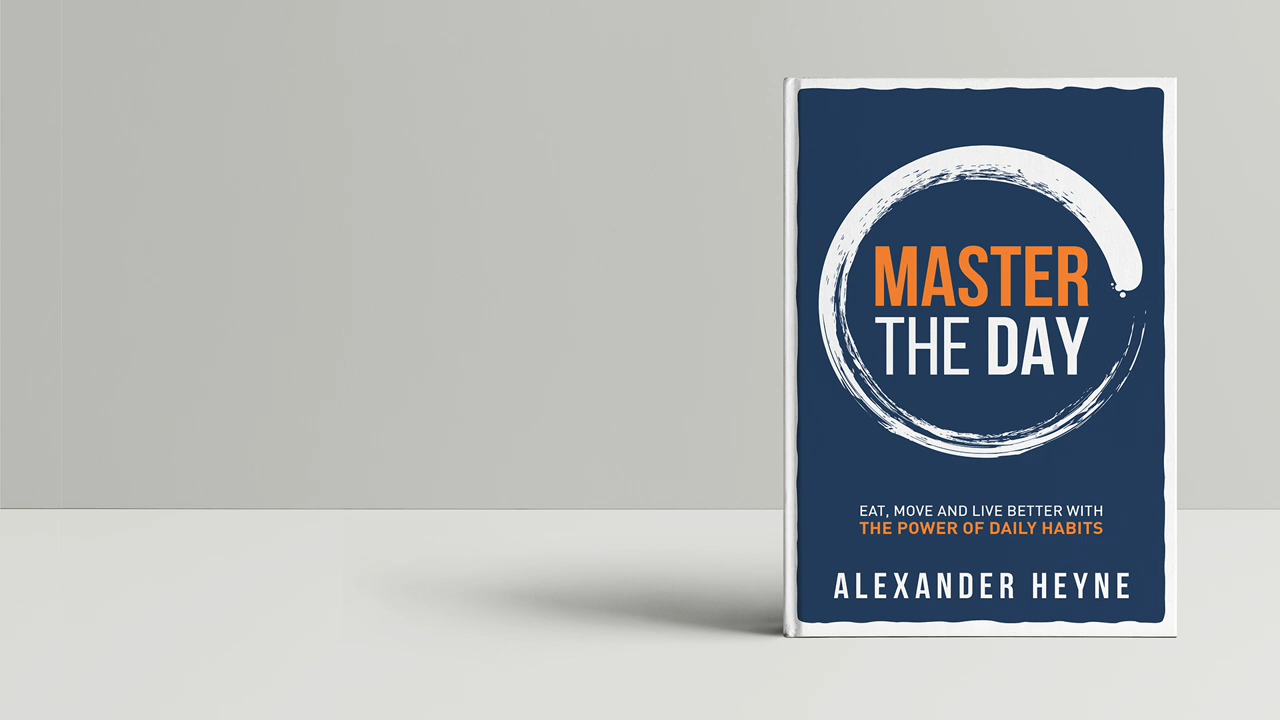 MASTER
THE DAY
EAT, MOVE AND LIVE BETTER WITH
THE POWER OF DAILY HABITS
ALEXANDER HEYNE